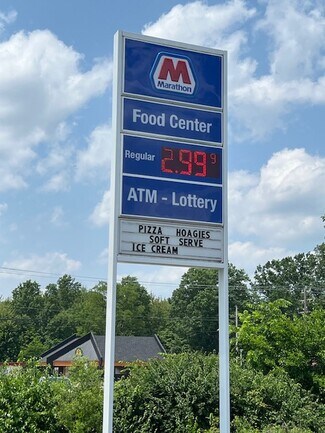 M
Marathon
Food Center
Regular 2.99 9
ATM - Lottery
PIZZA HOAGIES
SOFT SERVE
ICE CREAM